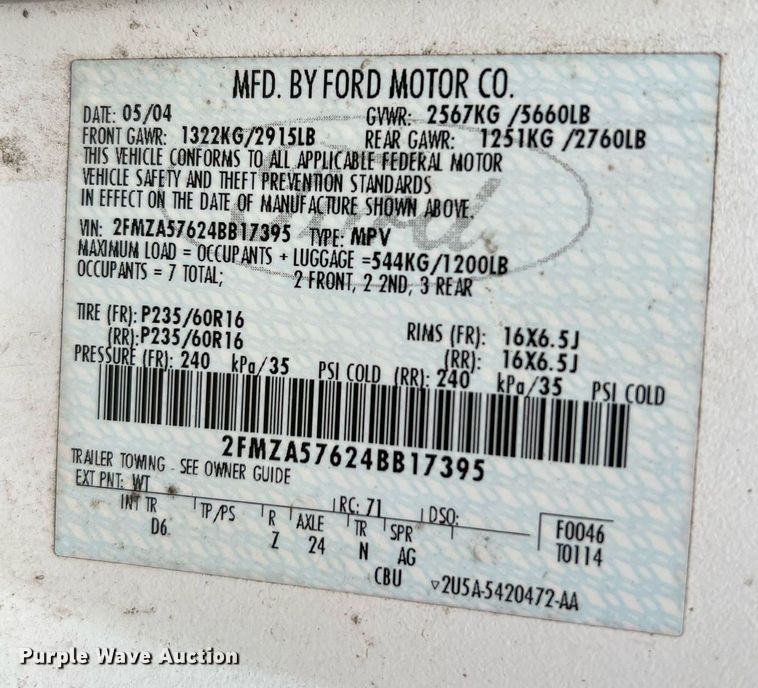 MFD. BY FORD MOTOR CO.
DATE: 05/04 GVWR: 2567KG /5660LB
FRONT GAWR: 1322KG/2915LB REAR GAWR: 1251KG /2760LB
THIS VEHICLE CONFORMS TO ALL APPLICABLE FEDERAL MOTOR
VEHICLE SAFETY AND THEFT PREVENTION STANDARDS
IN EFFECT ON THE DATE OF MANUFACTURE SHOWN ABOVE.
VIN: 2FMZA57624BB17395 TYPE: MPV
MAXIMUM LOAD = OCCUPANTS + LUGGAGE =544KG/1200LB
OCCUPANTS = 7 TOTAL; 2 FRONT, 2 2ND, 3 REAR
TIRE (FR): P235/60R16 RIMS (FR): 16X6.5J
(RR): P235/60R16 (RR): 16X6.5J
PRESSURE (FR): 240 kPa/35 PSI COLD (RR): 240 kPa/35 PSI COLD
2FMZA57624BB17395
TRAILER TOWING - SEE OWNER GUIDE
EXT PNT: WT RC: 71 DSO:
INT TR TP/PS R AXLE TR SPR F0046
D6 Z 24 N AG T0114
CBU ▽2U5A-5420472-AA
Ford
Purple Wave Auction